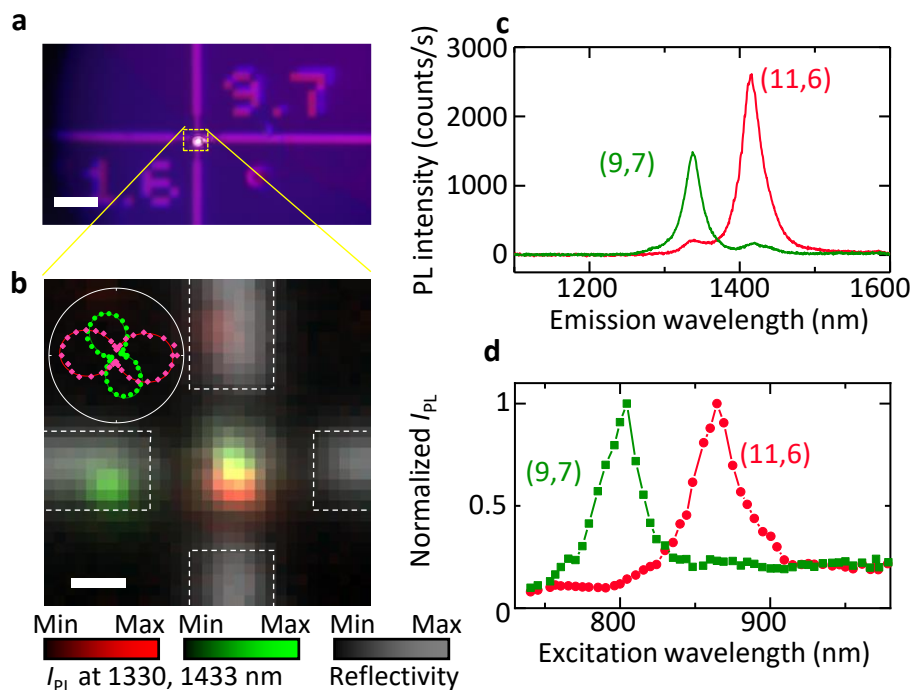 a
3.7
1.6
b
Min Max Min Max Min Max
I_PL at 1330, 1433 nm Reflectivity
c
PL intensity (counts/s)
3000
2000
1000
0
(11,6)
(9,7)
1200 1400 1600
Emission wavelength (nm)
d
Normalized I_PL
1
0.5
0
(9,7)
(11,6)
800 900
Excitation wavelength (nm)